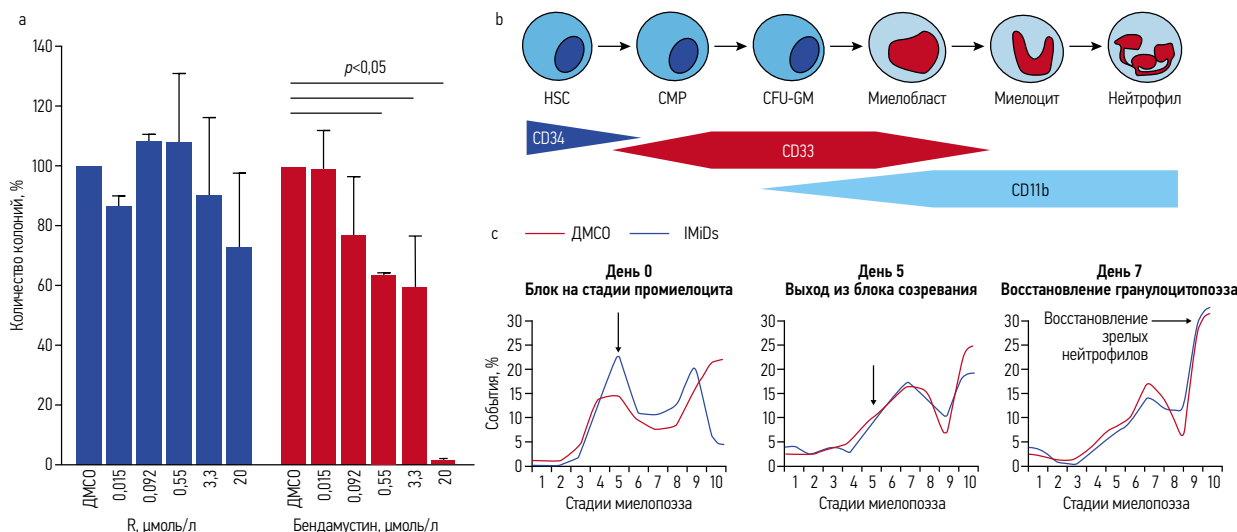 a
Количество колоний, %
140
120
100
80
60
40
20
0
p<0,05
ДМСО
0,015
0,092
0,55
3,3
20
ДМСО
0,015
0,092
0,55
3,3
20
R, μмоль/л
Бендамустин, μмоль/л
b
HSC
CMP
CFU-GM
Миелобласт
Миелоцит
Нейтрофил
CD34
CD33
CD11b
c
ДМСО
IMiDs
День 0
Блок на стадии промиелоцита
События, %
30
25
20
15
10
5
0
1 2 3 4 5 6 7 8 9 10
Стадии миелопоэза
День 5
Выход из блока созревания
30
25
20
15
10
5
0
1 2 3 4 5 6 7 8 9 10
Стадии миелопоэза
День 7
Восстановление гранулоцитопоэза
Восстановление
зрелых
нейтрофилов
30
25
20
15
10
5
0
1 2 3 4 5 6 7 8 9 10
Стадии миелопоэза